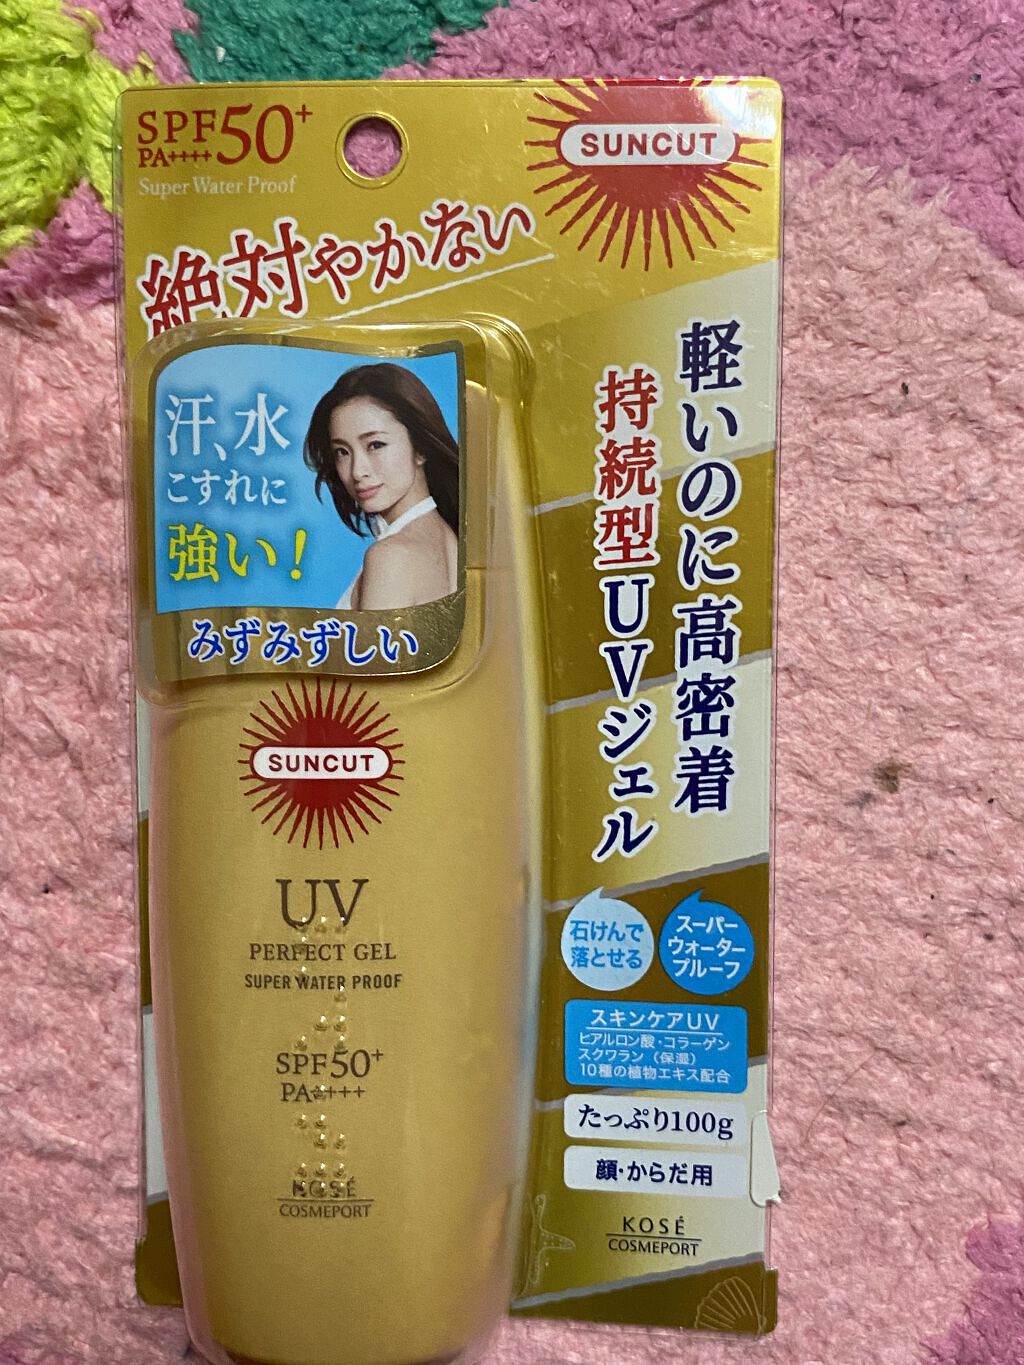 SPF50+
PA++++
Super Water Proof
SUNCUT
絶対やかない
軽いのに高密着
持続型UVジェル
汗、水
こすれに
強い!
みずみずしい
SUNCUT
UV
PERFECT GEL
SUPER WATER PROOF
SPF50+
PA++++
KOSÉ
COSMEPORT
石けんで
落とせる
スーパー
ウォーター
プルーフ
スキンケアUV
ヒアルロン酸・コラーゲン
スクワラン(保湿)
10種の植物エキス配合
たっぷり100g
顔・からだ用
KOSÉ
COSMEPORT